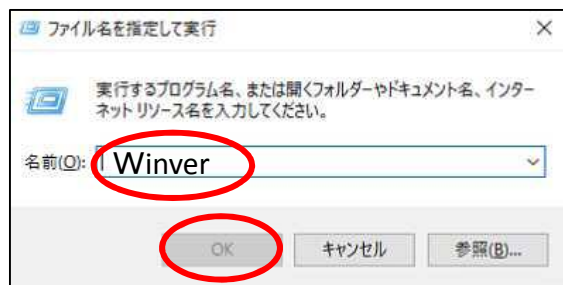 ファイル名を指定して実行
実行するプログラム名、または開くフォルダーやドキュメント名、インター
ネット リソース名を入力してください。
名前(O): Winver
OK キャンセル 参照(B)...